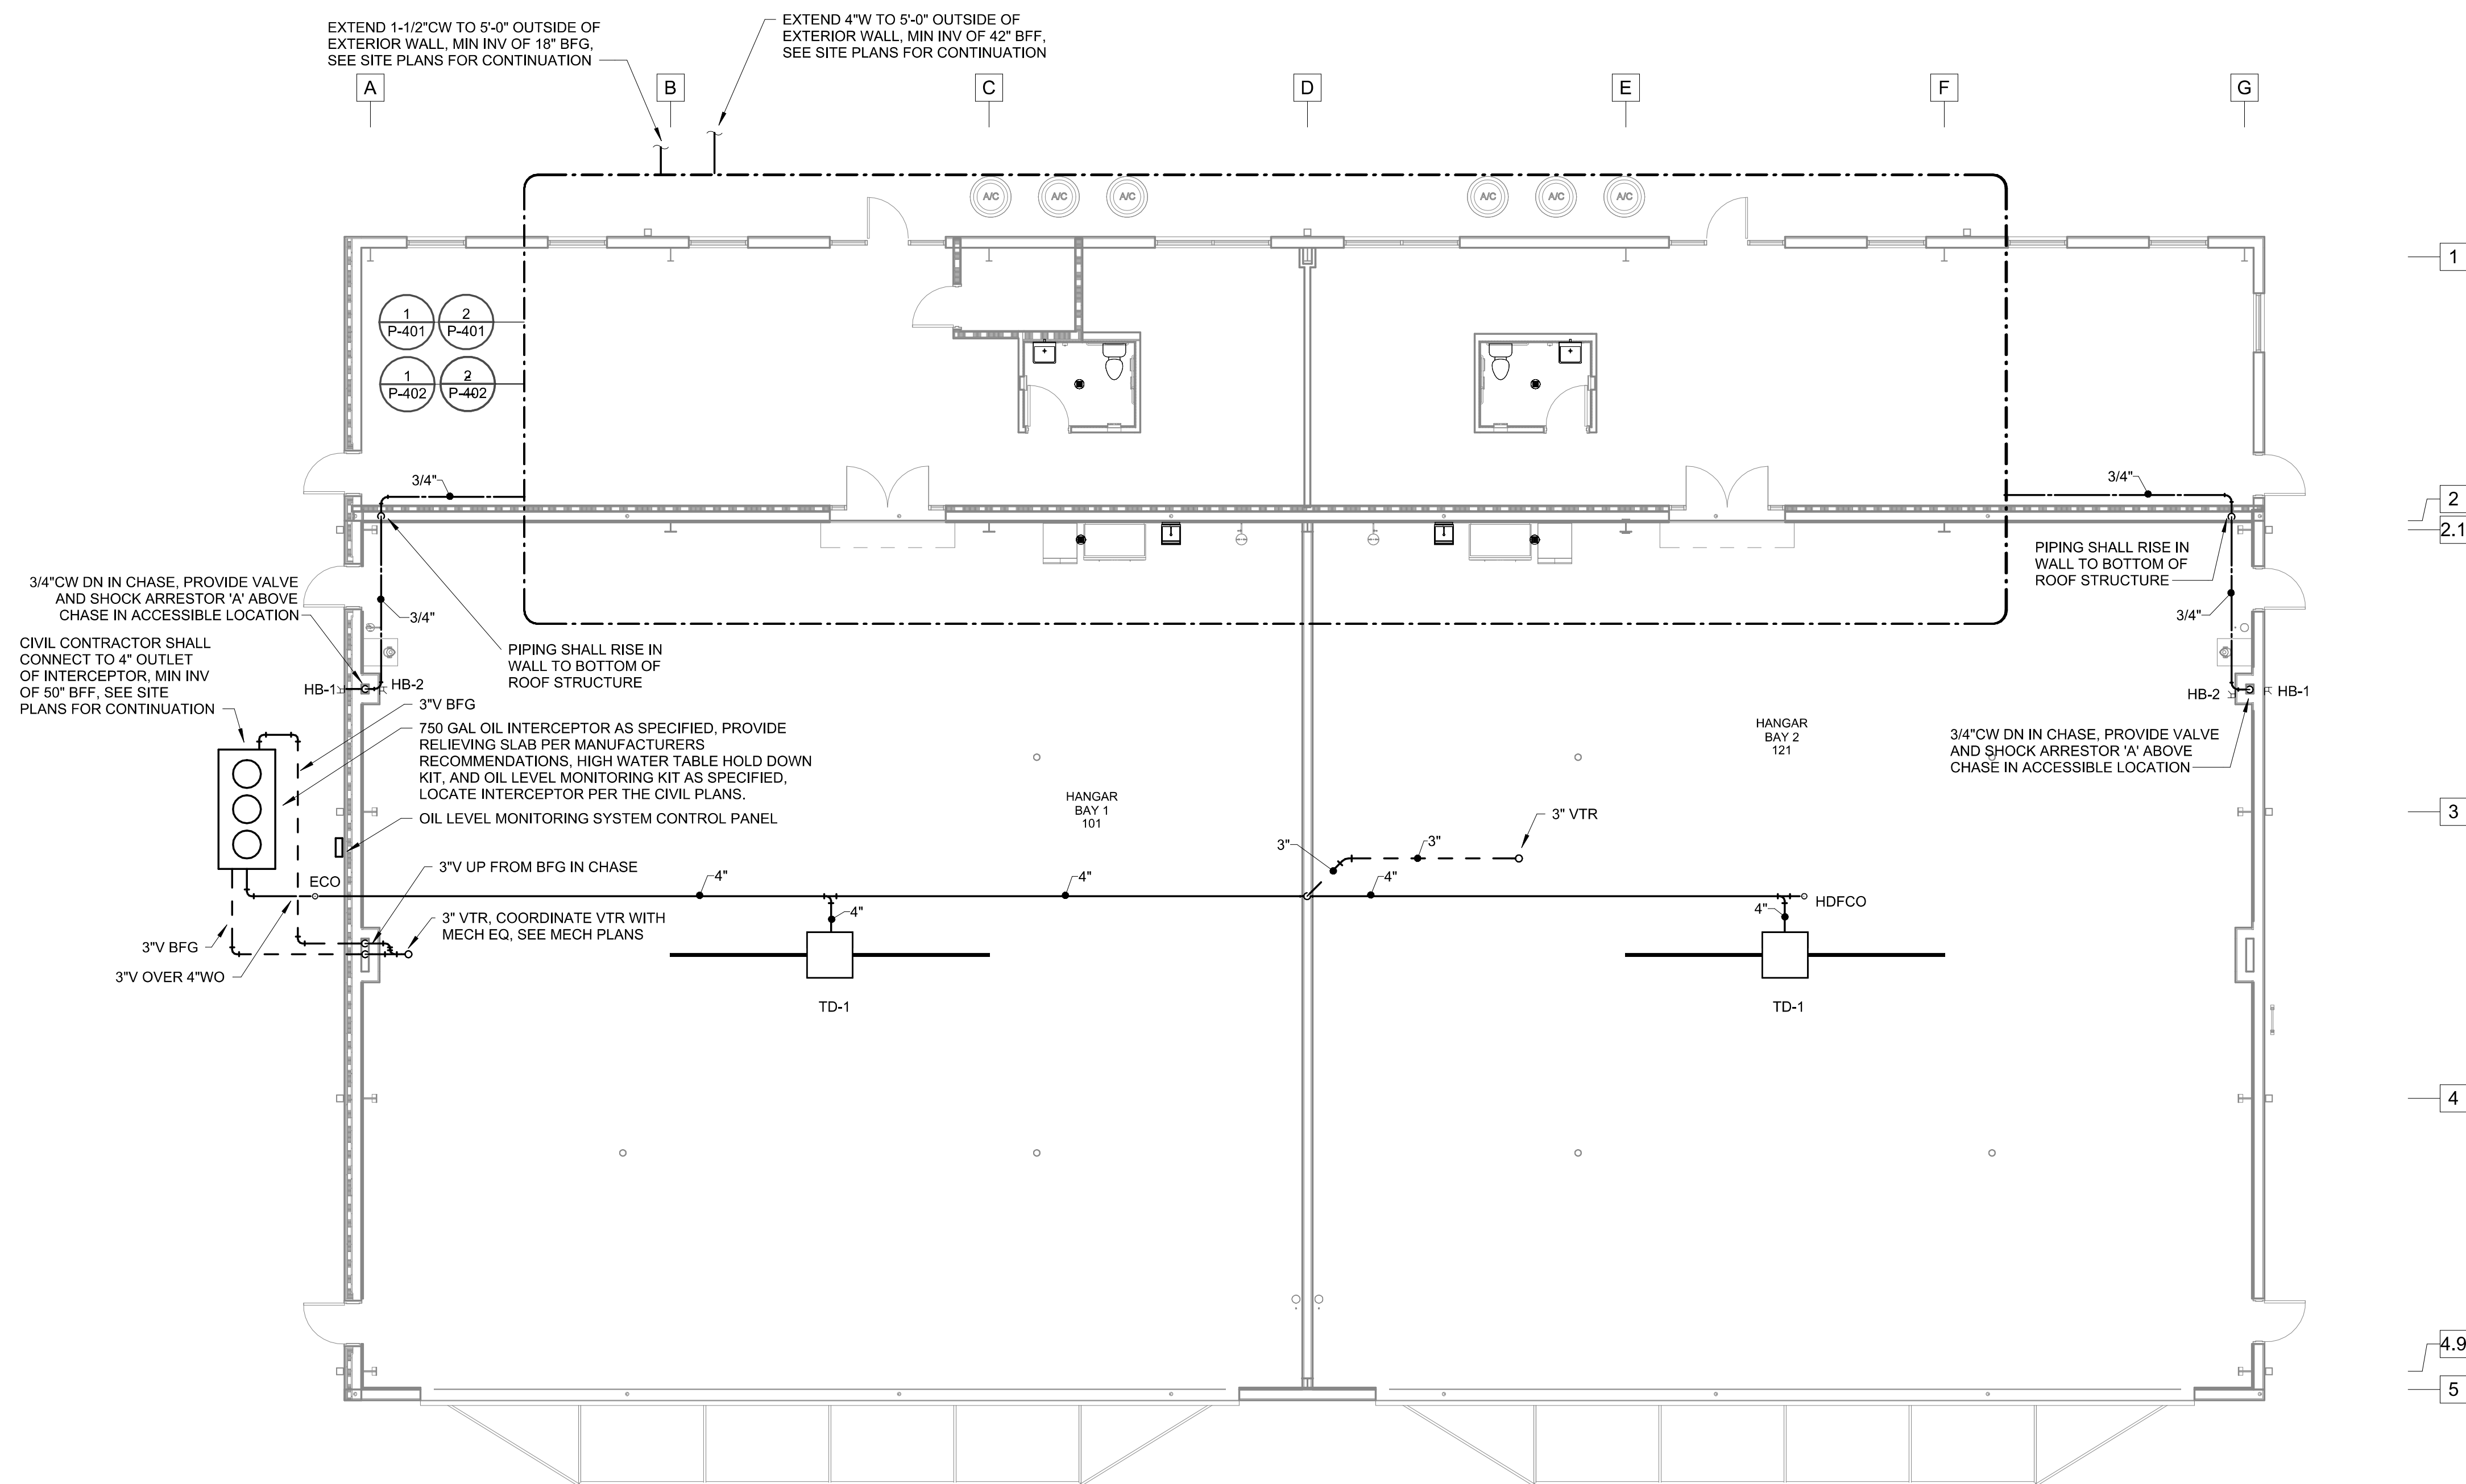 EXTEND 1-1/2"CW TO 5'-0" OUTSIDE OF
EXTERIOR WALL, MIN INV OF 18" BFG,
SEE SITE PLANS FOR CONTINUATION
EXTEND 4"W TO 5'-0" OUTSIDE OF
EXTERIOR WALL, MIN INV OF 42" BFF,
SEE SITE PLANS FOR CONTINUATION
A
B
C
D
E
F
G
A/C
A/C
A/C
A/C
A/C
A/C
1
1
P-401
2
P-401
1
P-402
2
P-402
3/4"
3/4"
2
2.1
PIPING SHALL RISE IN
WALL TO BOTTOM OF
ROOF STRUCTURE
3/4"CW DN IN CHASE, PROVIDE VALVE
AND SHOCK ARRESTOR 'A' ABOVE
CHASE IN ACCESSIBLE LOCATION
3/4"
3/4"
CIVIL CONTRACTOR SHALL
CONNECT TO 4" OUTLET
OF INTERCEPTOR, MIN INV
OF 50" BFF, SEE SITE
PLANS FOR CONTINUATION
PIPING SHALL RISE IN
WALL TO BOTTOM OF
ROOF STRUCTURE
HB-1
HB-2
HB-2
HB-1
3"V BFG
750 GAL OIL INTERCEPTOR AS SPECIFIED, PROVIDE
RELIEVING SLAB PER MANUFACTURERS
RECOMMENDATIONS, HIGH WATER TABLE HOLD DOWN
KIT, AND OIL LEVEL MONITORING KIT AS SPECIFIED,
LOCATE INTERCEPTOR PER THE CIVIL PLANS.
HANGAR
BAY 2
121
3/4"CW DN IN CHASE, PROVIDE VALVE
AND SHOCK ARRESTOR 'A' ABOVE
CHASE IN ACCESSIBLE LOCATION
HANGAR
BAY 1
101
OIL LEVEL MONITORING SYSTEM CONTROL PANEL
3" VTR
3
3"
3"
3"V UP FROM BFG IN CHASE
ECO
4"
4"
4"
HDFCO
4"
4"
3" VTR, COORDINATE VTR WITH
MECH EQ, SEE MECH PLANS
3"V BFG
3"V OVER 4"WO
TD-1
TD-1
4
4.9
5